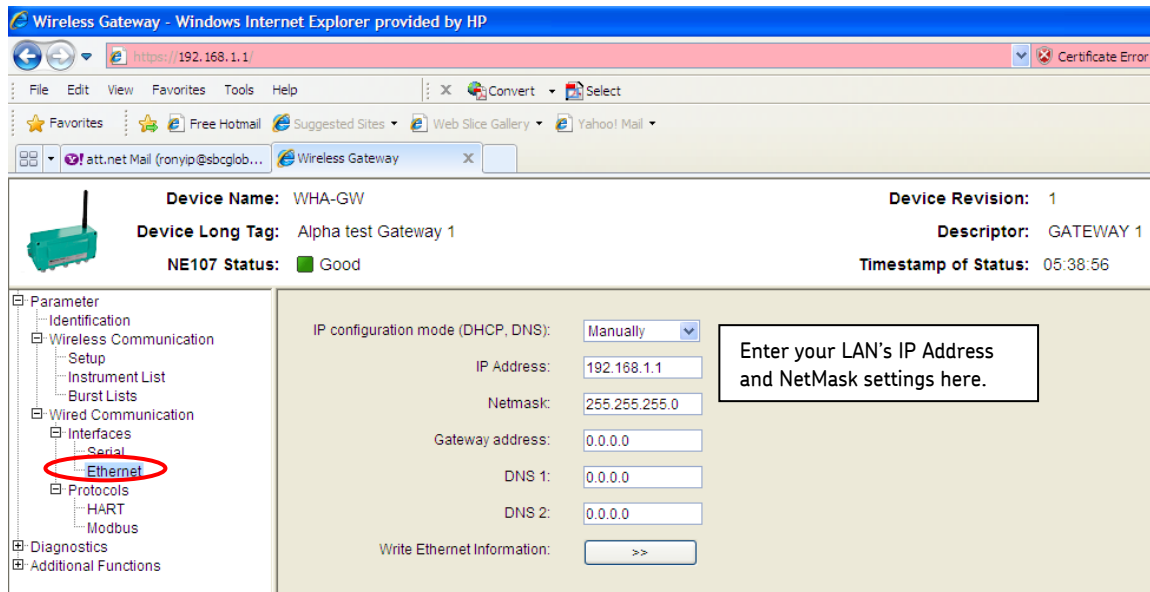 Wireless Gateway - Windows Internet Explorer provided by HP
https://192.168.1.1/
Certificate Error
File Edit View Favorites Tools Help X Convert Select
Favorites Free Hotmail Suggested Sites Web Slice Gallery Yahoo! Mail
att.net Mail (ronyip@sbcglob... Wireless Gateway X
Device Name: WHA-GW Device Revision: 1
Device Long Tag: Alpha test Gateway 1 Descriptor: GATEWAY 1
NE107 Status: Good Timestamp of Status: 05:38:56
Parameter
Identification
Wireless Communication
Setup
Instrument List
Burst Lists
Wired Communication
Interfaces
Serial
Ethernet
Protocols
HART
Modbus
Diagnostics
Additional Functions
IP configuration mode (DHCP, DNS): Manually
IP Address: 192.168.1.1
Netmask: 255.255.255.0
Gateway address: 0.0.0.0
DNS 1: 0.0.0.0
DNS 2: 0.0.0.0
Write Ethernet Information: >>
Enter your LAN's IP Address
and NetMask settings here.